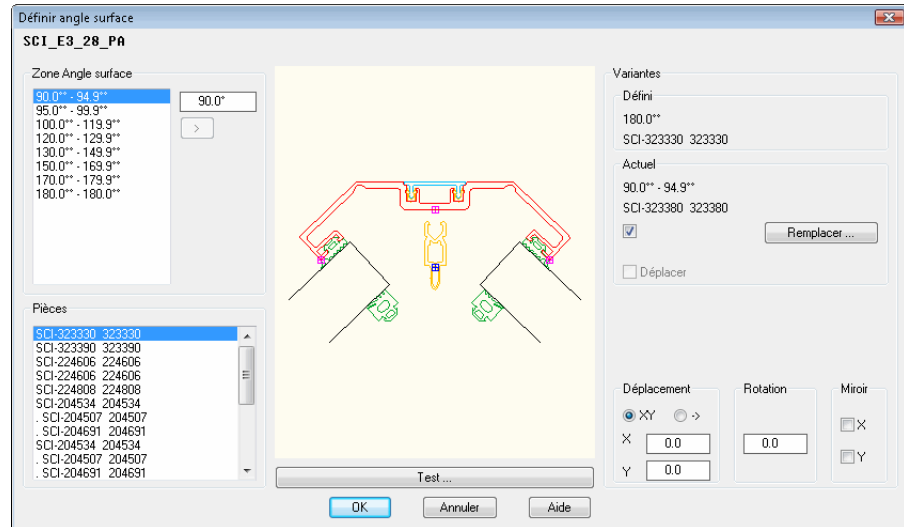 Définir angle surface
SCI_E3_28_PA
Zone Angle surface
90.0°° - 94.9°°
95.0°° - 99.9°°
100.0°° - 119.9°°
120.0°° - 129.9°°
130.0°° - 149.9°°
150.0°° - 169.9°°
170.0°° - 179.9°°
180.0°° - 180.0°°
90.0°
>
Pièces
SCI-323330 323330
SCI-323390 323390
SCI-224606 224606
SCI-224606 224606
SCI-224808 224808
SCI-204534 204534
. SCI-204507 204507
. SCI-204691 204691
SCI-204534 204534
. SCI-204507 204507
. SCI-204691 204691
Test ...
OK
Annuler
Aide
Variantes
Défini
180.0°°
SCI-323330 323330
Actuel
90.0°° - 94.9°°
SCI-323380 323380
Remplacer ...
Déplacer
Déplacement
XY
->
X
0.0
Y
0.0
Rotation
0.0
Miroir
X
Y